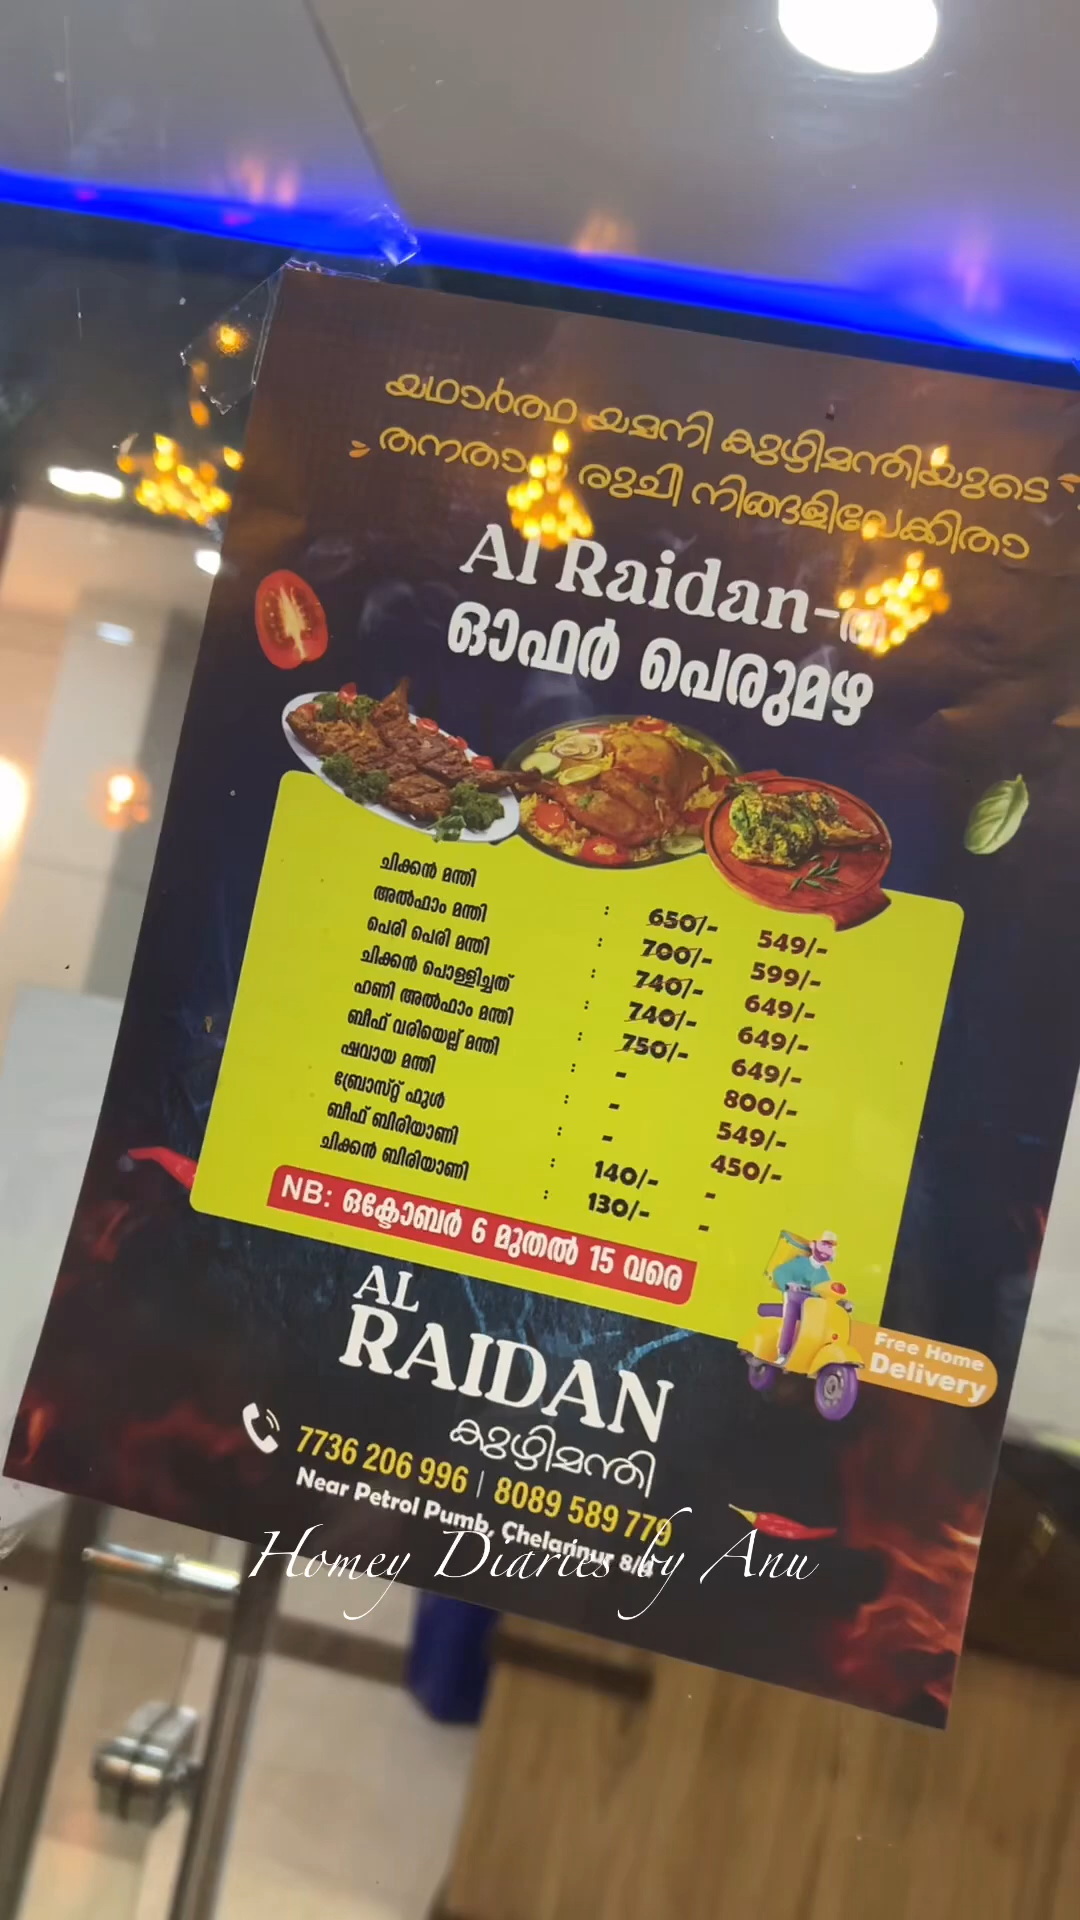 യഥാർത്ഥ യമനി കുഴിമന്തിയുടെ
രുചി നിങ്ങളിലേക്കിതാ
Al Raidan-ൽ
ഓഫർ പെരുമഴ
ചിക്കൻ മന്തി : 650/- 549/-
അൽഫാം മന്തി : 700/- 599/-
പെരി പെരി മന്തി : 740/- 649/-
ചിക്കൻ പൊള്ളിച്ചത് : 740/- 649/-
ഹണി അൽഫാം മന്തി : 750/- 649/-
ബീഫ് വരിയെല്ല് മന്തി : - 800/-
ഷവായ മന്തി : - 549/-
ബ്രോസ്റ്റ് ഫുൾ : - 450/-
ബീഫ് ബിരിയാണി : 140/- -
ചിക്കൻ ബിരിയാണി : 130/- -
NB: ഒക്ടോബർ 6 മുതൽ 15 വരെ
Free Home
Delivery
AL
RAIDAN
കുഴിമന്തി
7736 206 996 | 8089 589 779
Near Petrol Pumb, 8/4
Homey Diaries by Anu